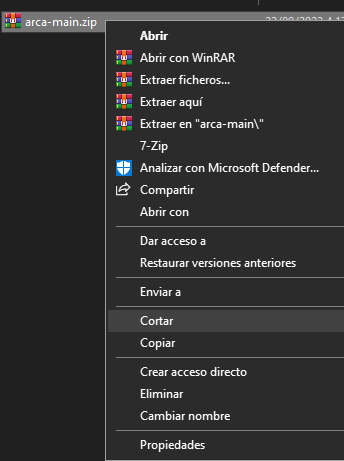 arca-main.zip
Abrir
Abrir con WinRAR
Extraer ficheros...
Extraer aquí
Extraer en "arca-main\"
7-Zip
Analizar con Microsoft Defender...
Compartir
Abrir con
Dar acceso a
Restaurar versiones anteriores
Enviar a
Cortar
Copiar
Crear acceso directo
Eliminar
Cambiar nombre
Propiedades